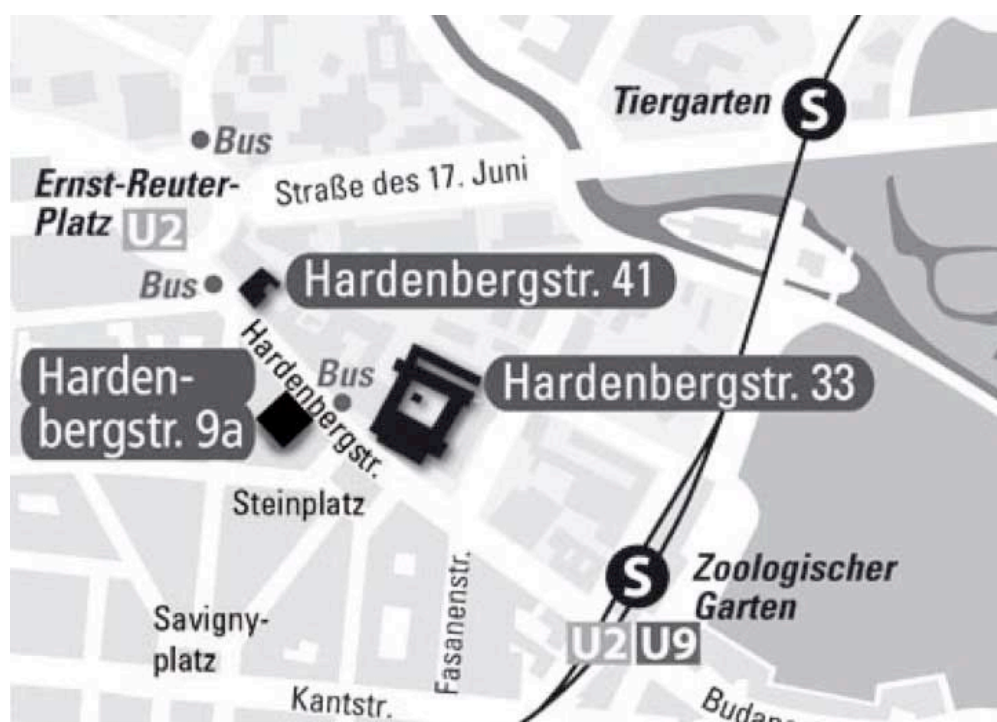 Tiergarten
S
Bus
Ernst-Reuter-
Platz U2
Straße des 17. Juni
Bus
Hardenbergstr. 41
Hardenbergstr.
Bus
Harden-
bergstr. 9a
Hardenbergstr. 33
Steinplatz
Fasanenstr.
S
Zoologischer
Garten
U2 U9
Savigny-
platz
Kantstr.